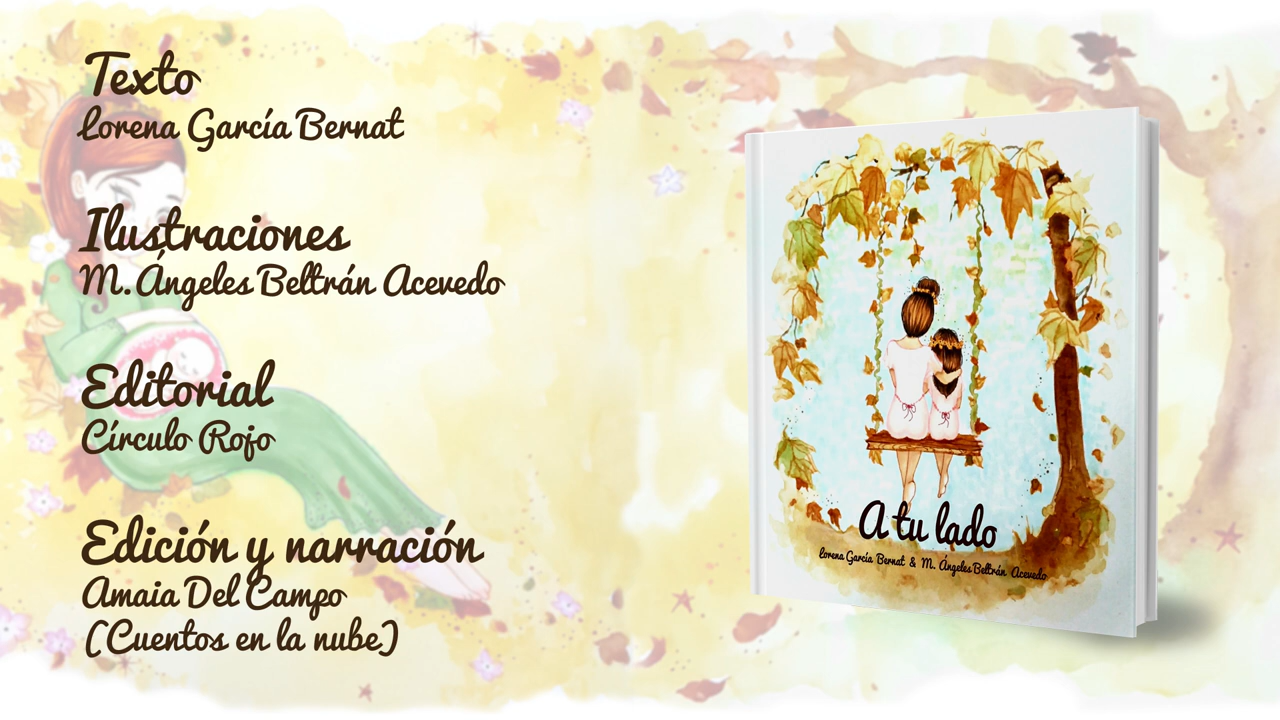 Texto
Lorena García Bernat
Ilustraciones
M. Ángeles Beltrán Acevedo
Editorial
Círculo Rojo
Edición y narración
Amaia Del Campo
(Cuentos en la nube)
A tu lado
Lorena García Bernat & M. Ángeles Beltrán Acevedo